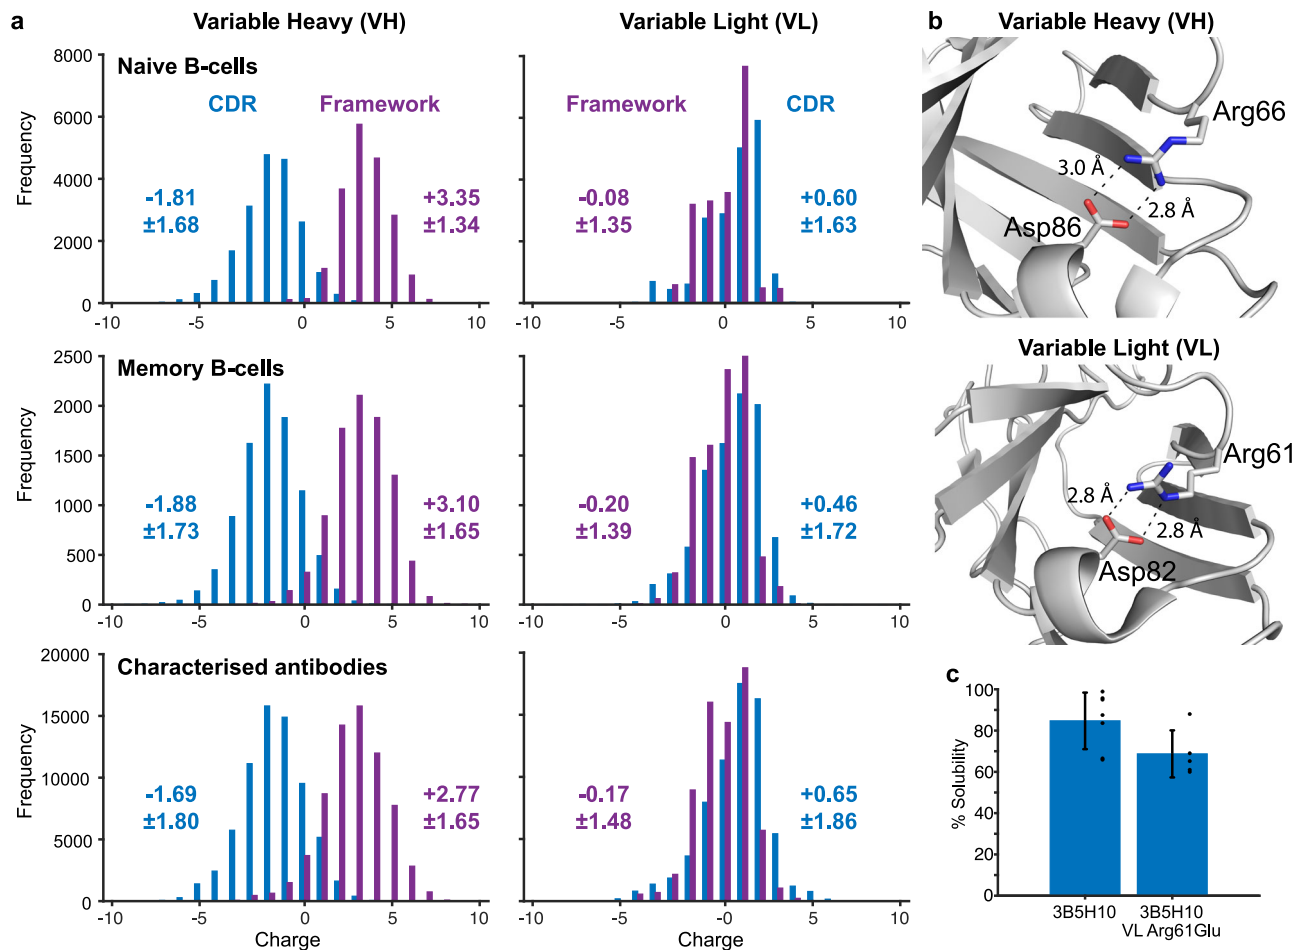 a
Variable Heavy (VH)
Variable Light (VL)
Naive B-cells
CDR
Framework
-1.81
±1.68
+3.35
±1.34
Frequency
8000
6000
4000
2000
0
-10
-5
0
5
10
Framework
CDR
-0.08
±1.35
+0.60
±1.63
-10
-5
0
5
10
Memory B-cells
-1.88
±1.73
+3.10
±1.65
Frequency
2500
2000
1500
1000
500
0
-10
-5
0
5
10
-0.20
±1.39
+0.46
±1.72
-10
-5
0
5
10
Characterised antibodies
-1.69
±1.80
+2.77
±1.65
Frequency
20000
15000
10000
5000
0
-10
-5
0
5
10
Charge
-0.17
±1.48
+0.65
±1.86
-10
-5
-0
5
10
Charge
b
Variable Heavy (VH)
Arg66
3.0 Å
2.8 Å
Asp86
Variable Light (VL)
Arg61
2.8 Å
2.8 Å
Asp82
c
% Solubility
100
80
60
40
20
0
3B5H10
3B5H10
VL Arg61Glu